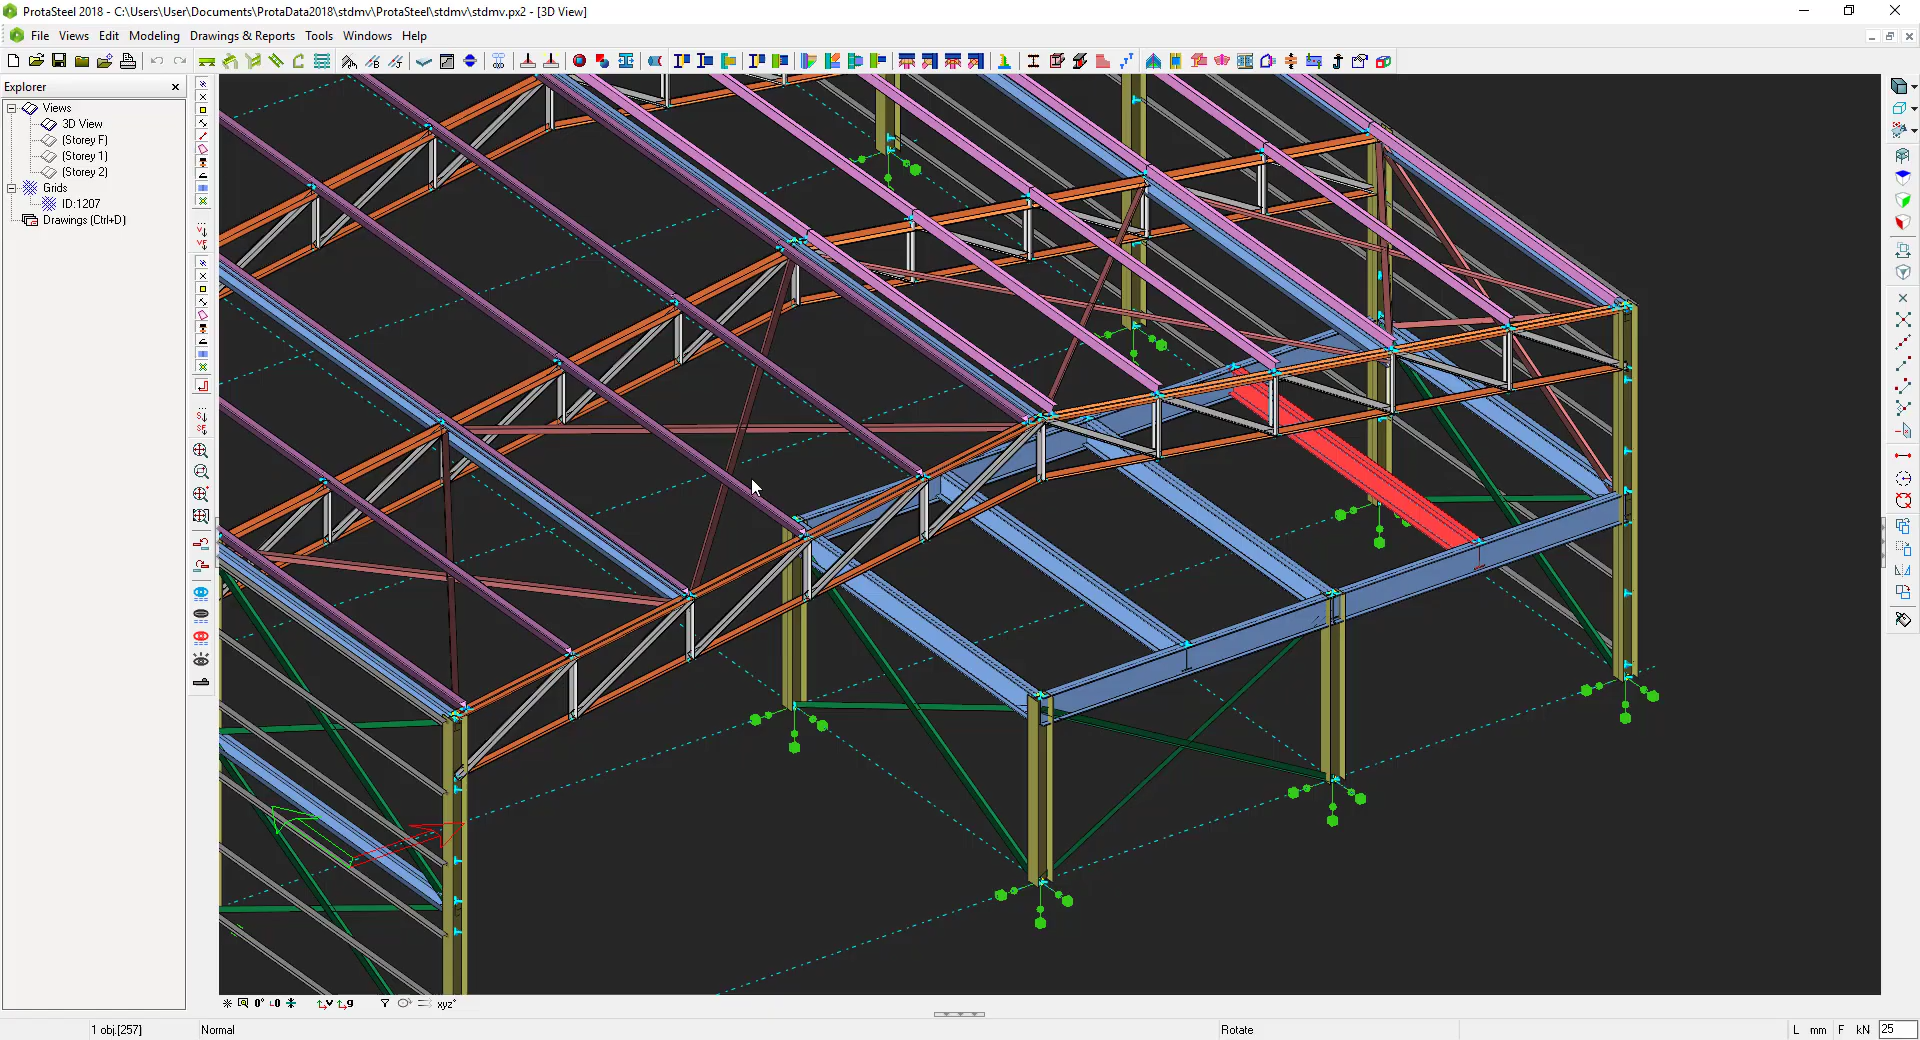 ProtaSteel 2018 - C:\Users\User\Documents\ProtaData2018\stdmv\ProtaSteel\stdmv\stdmv.px2 - [3D View]
File Views Edit Modeling Drawings & Reports Tools Windows Help
Explorer
Views
3D View
(Storey F)
(Storey 1)
(Storey 2)
Grids
ID:1207
Drawings (Ctrl+D)
xyz
1 obj.[257] Normal Rotate L mm F kN 25